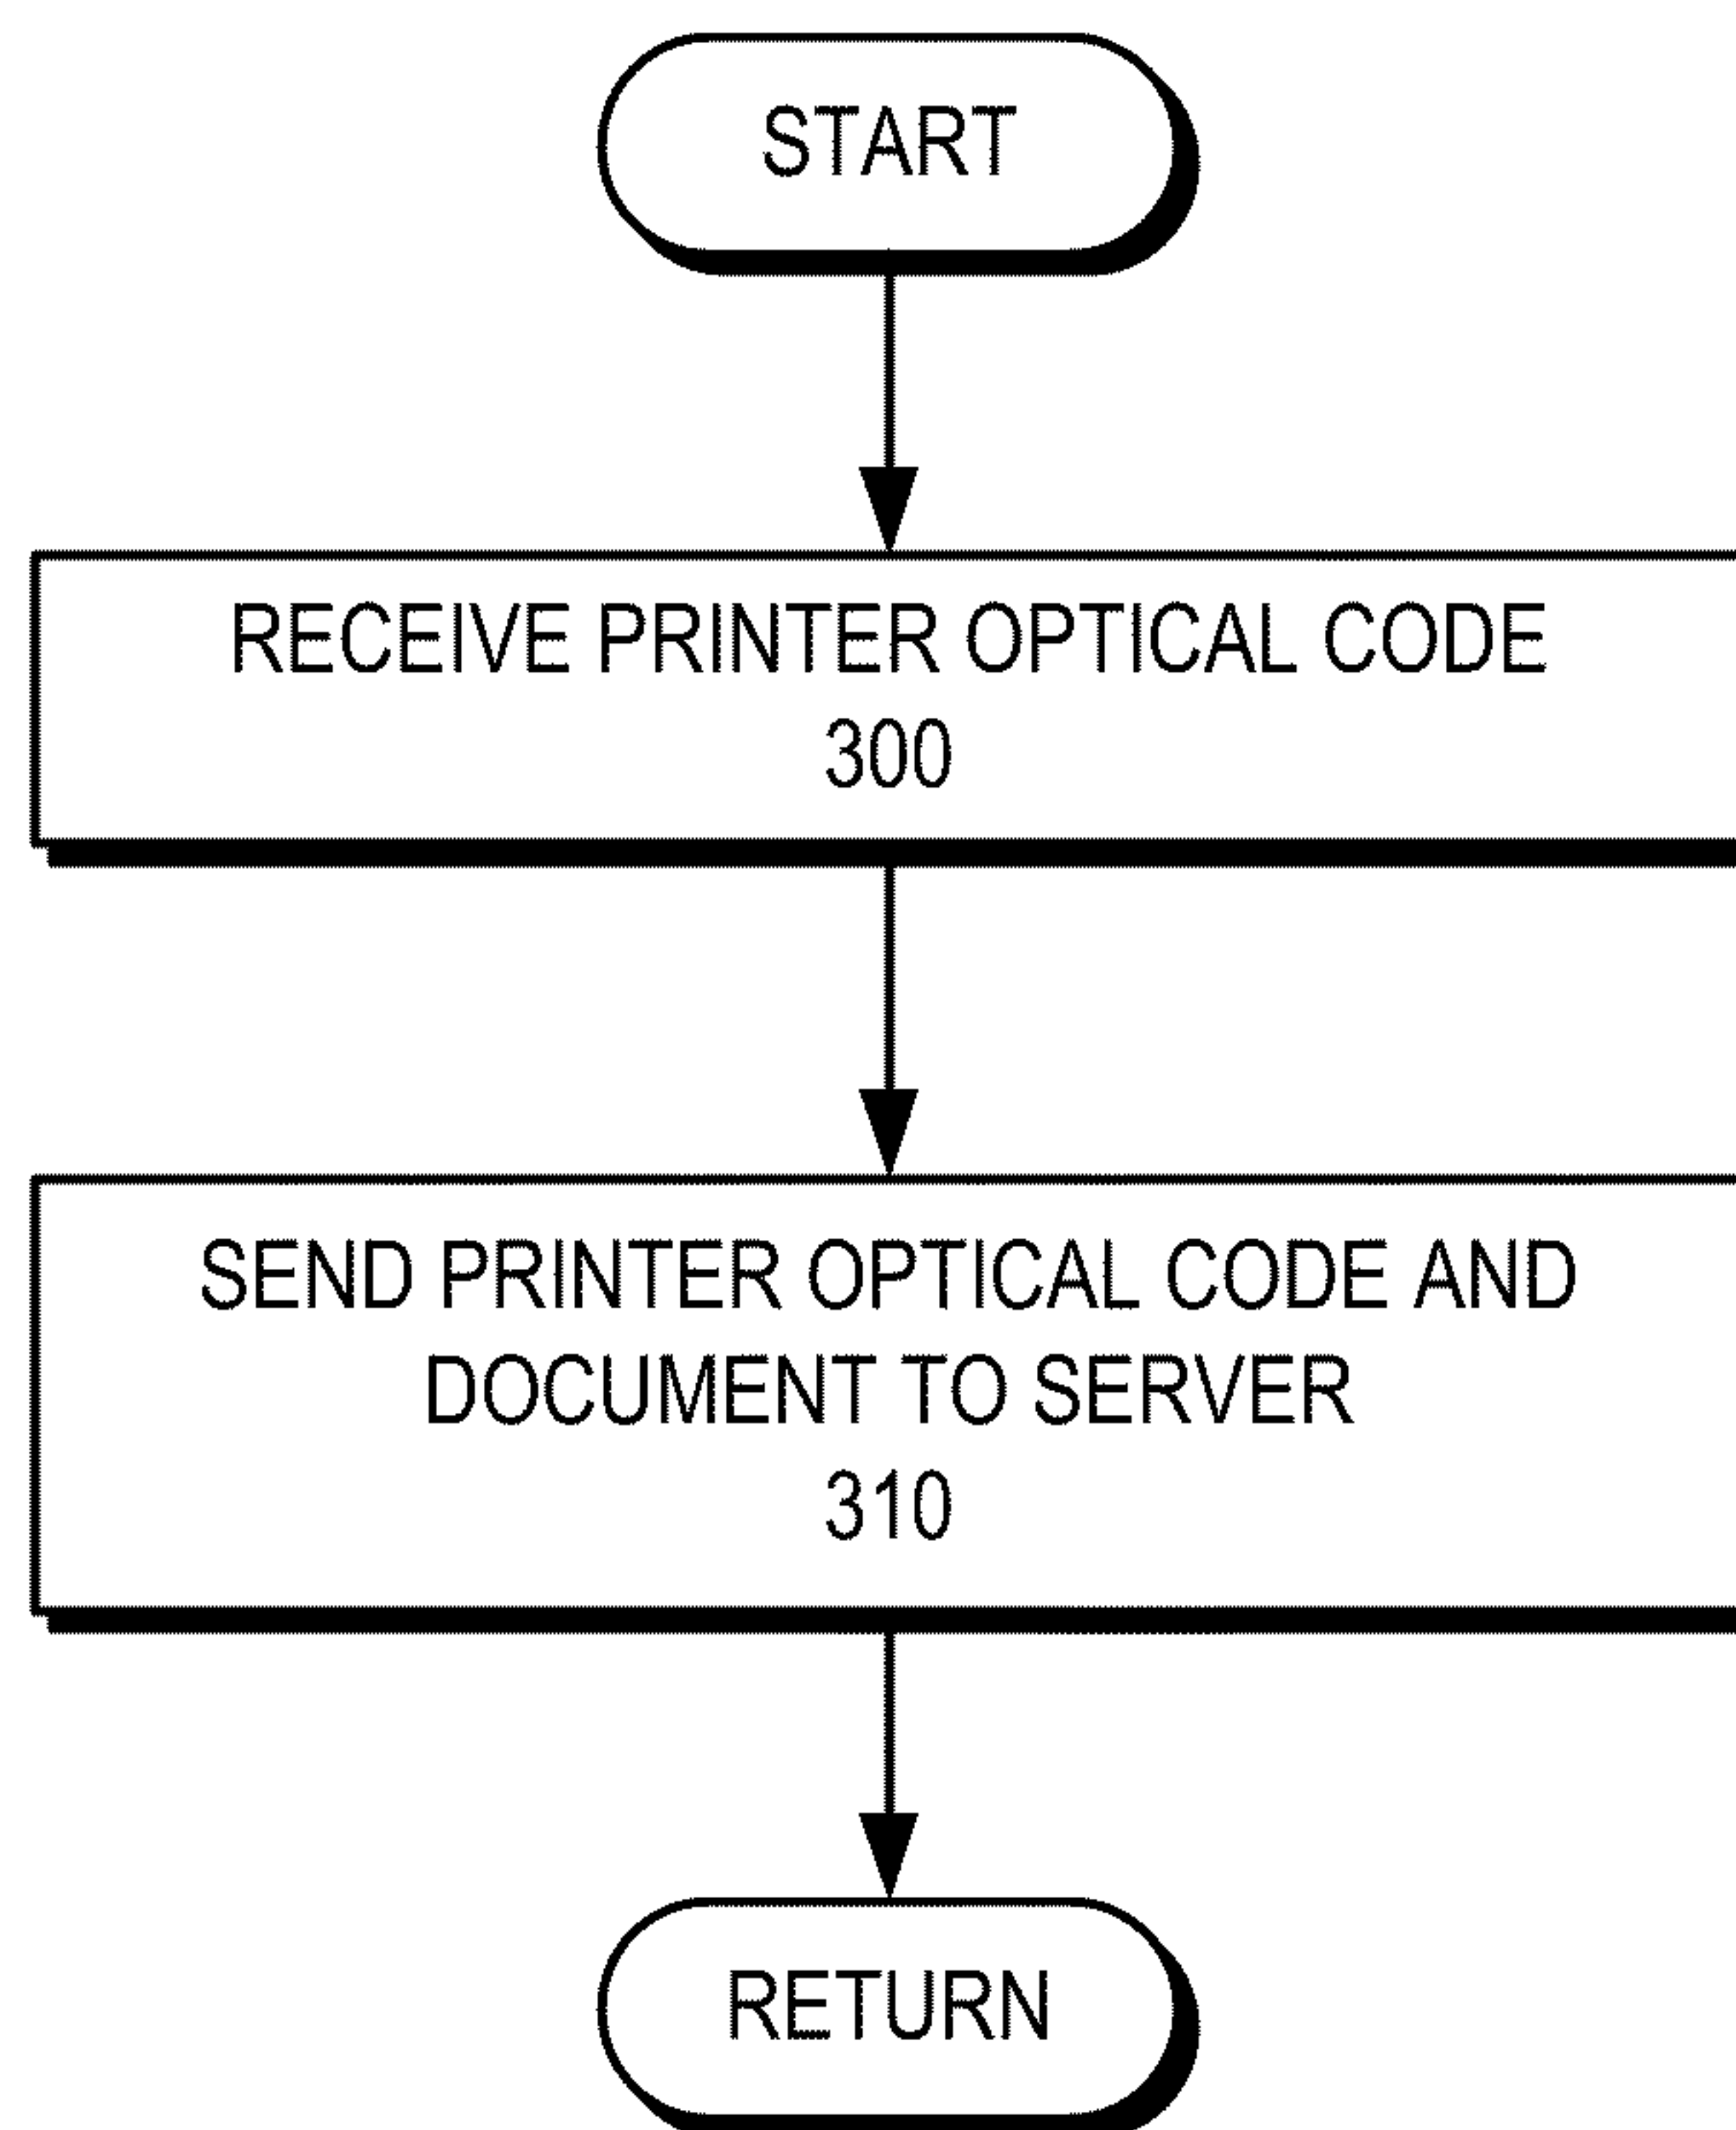 START
RECEIVE PRINTER OPTICAL CODE
300
SEND PRINTER OPTICAL CODE AND
DOCUMENT TO SERVER
310
RETURN